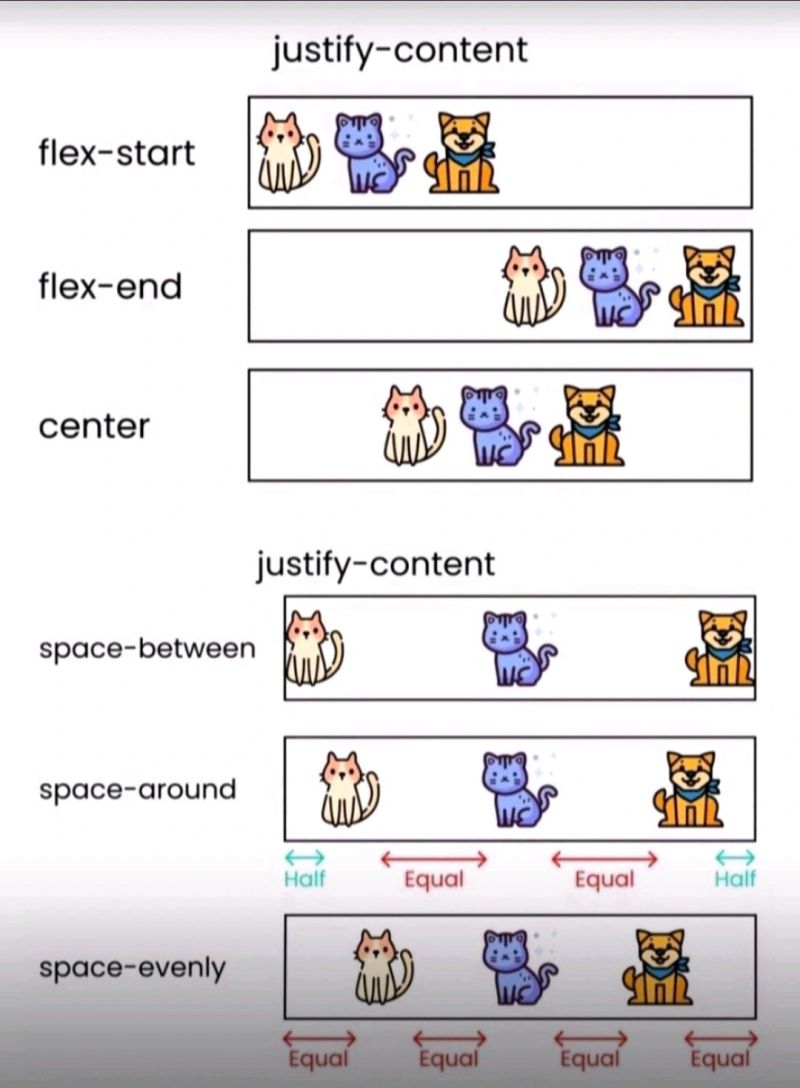 justify-content
flex-start
flex-end
center
justify-content
space-between
space-around
Half Equal Equal Half
space-evenly
Equal Equal Equal Equal